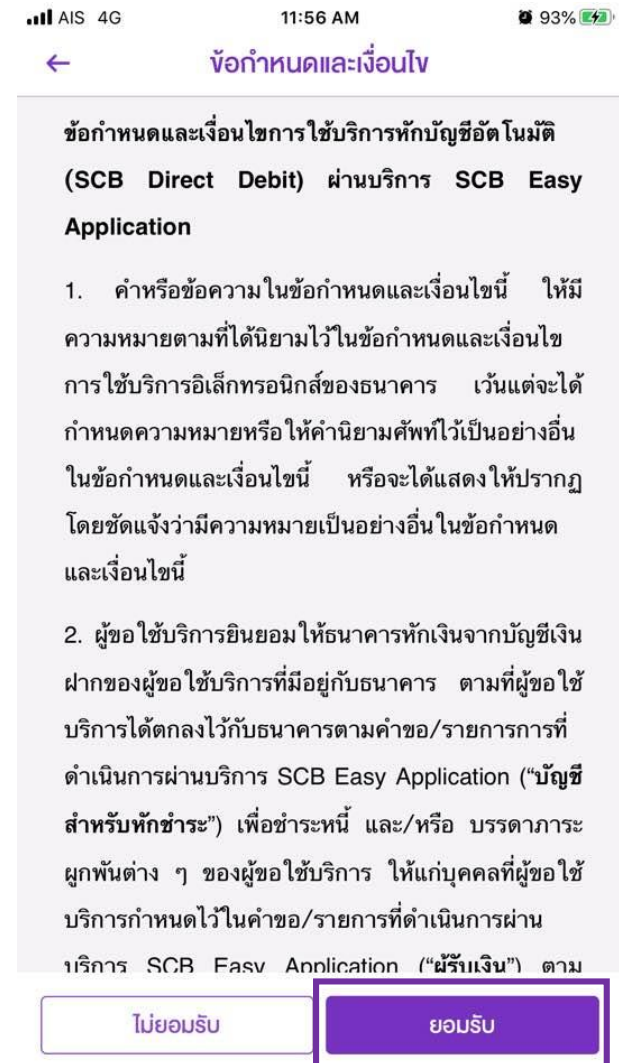 AIS 4G 11:56 AM 93%
ข้อกำหนดและเงื่อนไข
ข้อกำหนดและเงื่อนไขการใช้บริการหักบัญชีอัตโนมัติ
(SCB Direct Debit) ผ่านบริการ SCB Easy
Application
1. คำหรือข้อความในข้อกำหนดและเงื่อนไขนี้ ให้มี
ความหมายตามที่ได้นิยามไว้ในข้อกำหนดและเงื่อนไข
การใช้บริการอิเล็กทรอนิกส์ของธนาคาร เว้นแต่จะได้
กำหนดความหมายหรือให้คำนิยามศัพท์ไว้เป็นอย่างอื่น
ในข้อกำหนดและเงื่อนไขนี้ หรือจะได้แสดงให้ปรากฏ
โดยชัดแจ้งว่ามีความหมายเป็นอย่างอื่นในข้อกำหนด
และเงื่อนไขนี้
2. ผู้ขอใช้บริการยินยอมให้ธนาคารหักเงินจากบัญชีเงิน
ฝากของผู้ขอใช้บริการที่มีอยู่กับธนาคาร ตามที่ผู้ขอใช้
บริการได้ตกลงไว้กับธนาคารตามคำขอ/รายการการที่
ดำเนินการผ่านบริการ SCB Easy Application (“บัญชี
สำหรับหักชำระ”) เพื่อชำระหนี้ และ/หรือ บรรดาภาระ
ผูกพันต่าง ๆ ของผู้ขอใช้บริการ ให้แก่บุคคลที่ผู้ขอใช้
บริการกำหนดไว้ในคำขอ/รายการที่ดำเนินการผ่าน
บริการ SCB Easy Application (“ผู้รับเงิน”) ตาม
ไม่ยอมรับ ยอมรับ